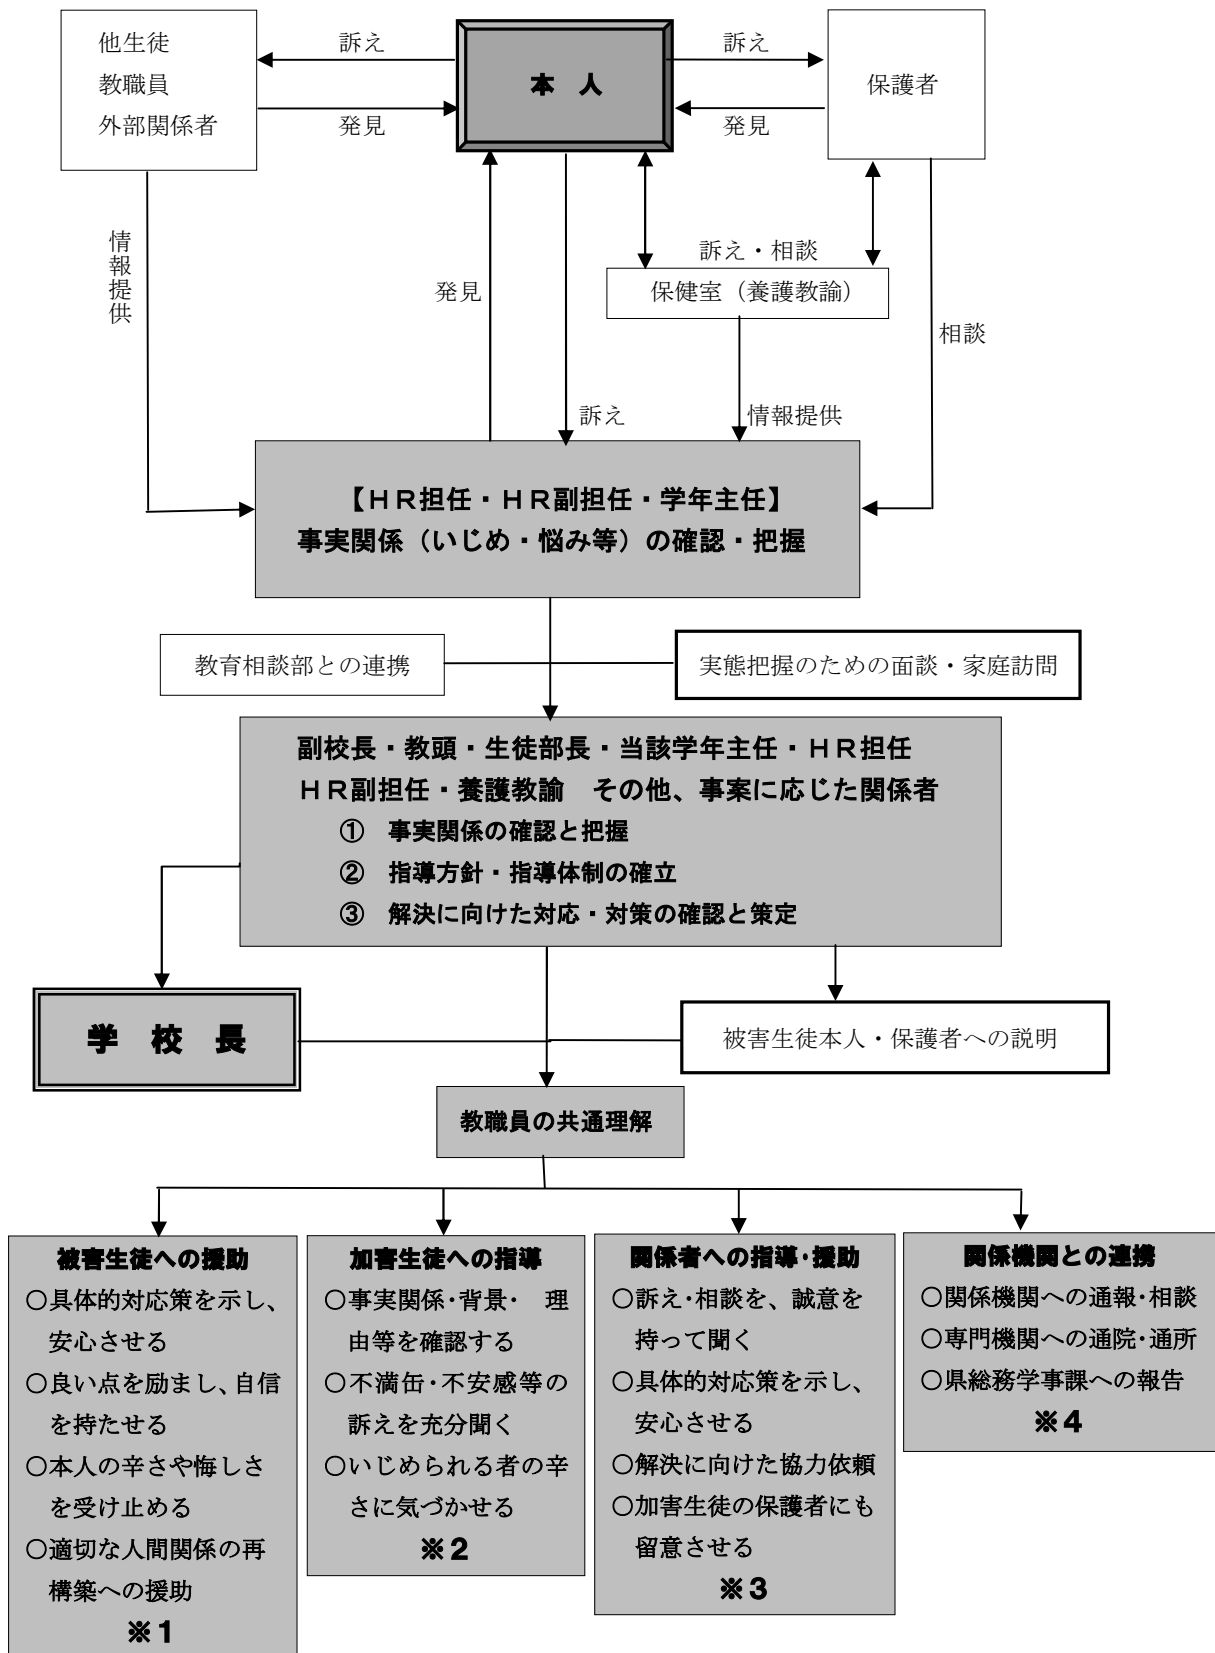 他生徒
教職員
外部関係者
訴え
発見
本　人
訴え
発見
保護者
情報提供
発見
訴え
訴え・相談
保健室（養護教諭）
情報提供
相談
【ＨＲ担任・ＨＲ副担任・学年主任】
事実関係（いじめ・悩み等）の確認・把握
教育相談部との連携
実態把握のための面談・家庭訪問
副校長・教頭・生徒部長・当該学年主任・ＨＲ担任
ＨＲ副担任・養護教諭　その他、事案に応じた関係者
①　事実関係の確認と把握
②　指導方針・指導体制の確立
③　解決に向けた対応・対策の確認と策定
学　校　長
被害生徒本人・保護者への説明
教職員の共通理解
被害生徒への援助
○具体的対応策を示し、
安心させる
○良い点を励まし、自信
を持たせる
○本人の辛さや悔しさ
を受け止める
○適切な人間関係の再
構築への援助
※１
加害生徒への指導
○事実関係・背景・　理
由等を確認する
○不満缶・不安感等の
訴えを充分聞く
○いじめられる者の辛
さに気づかせる
※２
関係者への指導・援助
○訴え・相談を、誠意を
持って聞く
○具体的対応策を示し、
安心させる
○解決に向けた協力依頼
○加害生徒の保護者にも
留意させる
※３
関係機関との連携
○関係機関への通報・相談
○専門機関への通院・通所
○県総務学事課への報告
※４